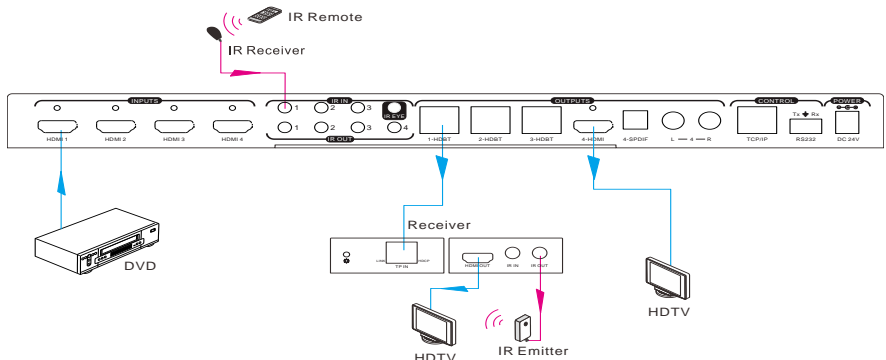 IR Remote
IR Receiver
INPUTS
IR IN
OUTPUTS
CONTROL
POWER
1
2
3
IR EYE
Tx
Rx
1
2
3
4
HDMI 1
HDMI 2
HDMI 3
HDMI 4
IR OUT
1-HDBT
2-HDBT
3-HDBT
4-HDMI
4-SPDIF
L — 4 — R
TCP/IP
RS232
DC 24V
Receiver
DVD
LINK
HDCP
TP IN
HDMI OUT
IR IN
IR OUT
HDTV
HDTV
IR Emitter